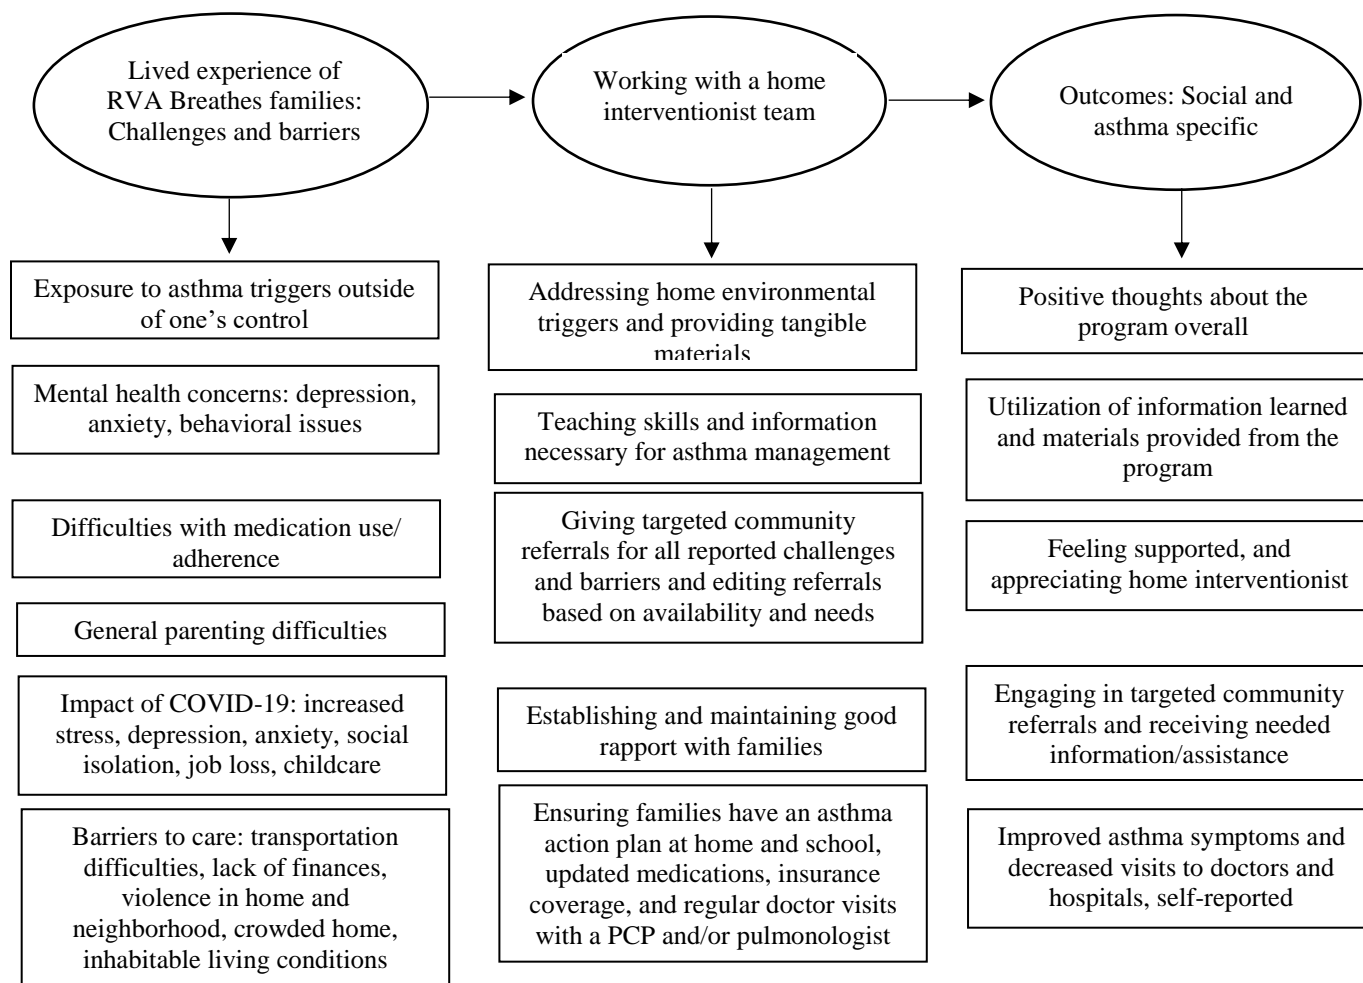 Lived experience of
RVA Breathes families:
Challenges and barriers
Working with a home
interventionist team
Outcomes: Social and
asthma specific
Exposure to asthma triggers outside
of one’s control
Mental health concerns: depression,
anxiety, behavioral issues
Difficulties with medication use/
adherence
General parenting difficulties
Impact of COVID-19: increased
stress, depression, anxiety, social
isolation, job loss, childcare
Barriers to care: transportation
difficulties, lack of finances,
violence in home and
neighborhood, crowded home,
inhabitable living conditions
Addressing home environmental
triggers and providing tangible
materials
Teaching skills and information
necessary for asthma management
Giving targeted community
referrals for all reported challenges
and barriers and editing referrals
based on availability and needs
Establishing and maintaining good
rapport with families
Ensuring families have an asthma
action plan at home and school,
updated medications, insurance
coverage, and regular doctor visits
with a PCP and/or pulmonologist
Positive thoughts about the
program overall
Utilization of information learned
and materials provided from the
program
Feeling supported, and
appreciating home interventionist
Engaging in targeted community
referrals and receiving needed
information/assistance
Improved asthma symptoms and
decreased visits to doctors and
hospitals, self-reported